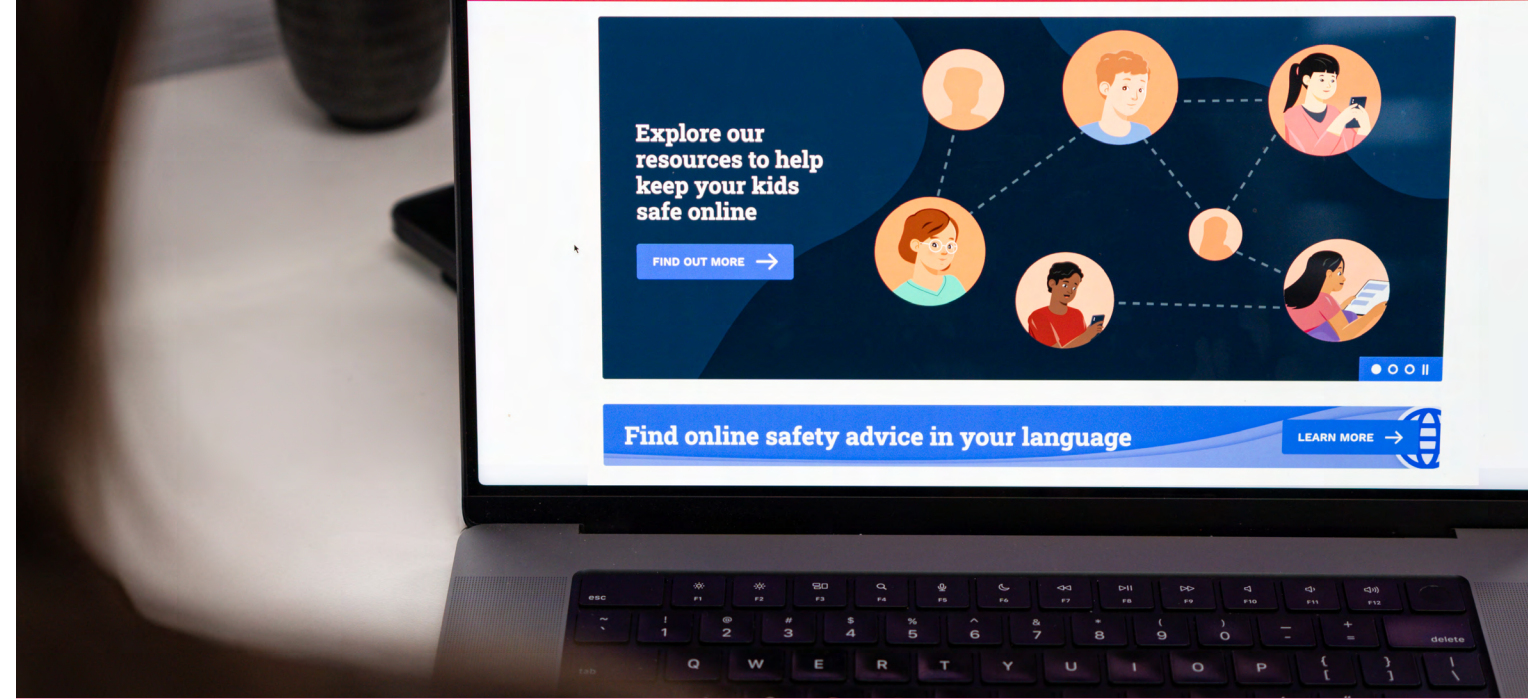 Explore our
resources to help
keep your kids
safe online
FIND OUT MORE
Find online safety advice in your language
LEARN MORE
esc
F1 F2 F3 F4 F5 F6 F7 F8 F9 F10 F11 F12
~ ! @ # $ % ^ & * ( ) _ +
` 1 2 3 4 5 6 7 8 9 0 - = delete
tab Q W E R T Y U I O P { [ } ] | \